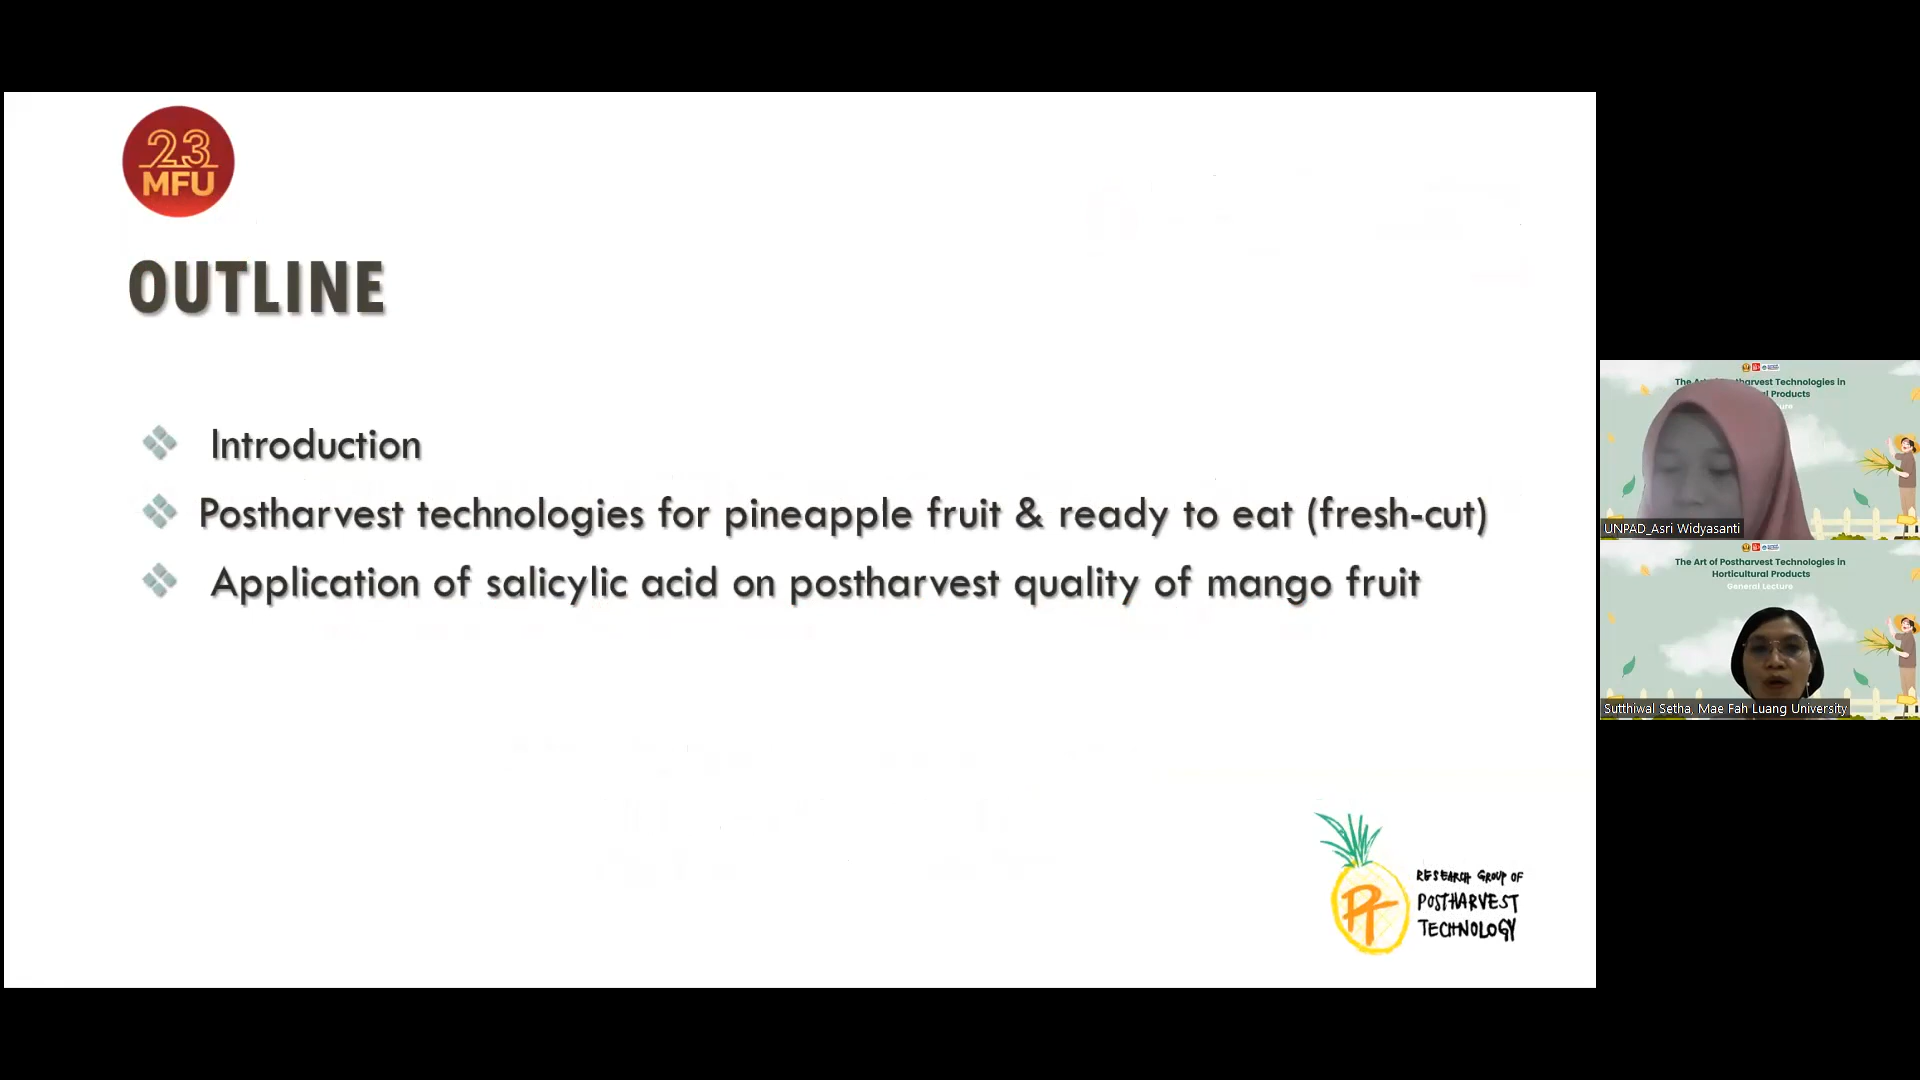 23
MFU
OUTLINE
Introduction
Postharvest technologies for pineapple fruit & ready to eat (fresh-cut)
Application of salicylic acid on postharvest quality of mango fruit
PT
RESEARCH GROUP OF
POSTHARVEST
TECHNOLOGY
UNPAD_Asri Widyasanti
The Art of Postharvest Technologies in
Horticultural Products
General Lecture
Sutthiwal Setha, Mae Fah Luang University